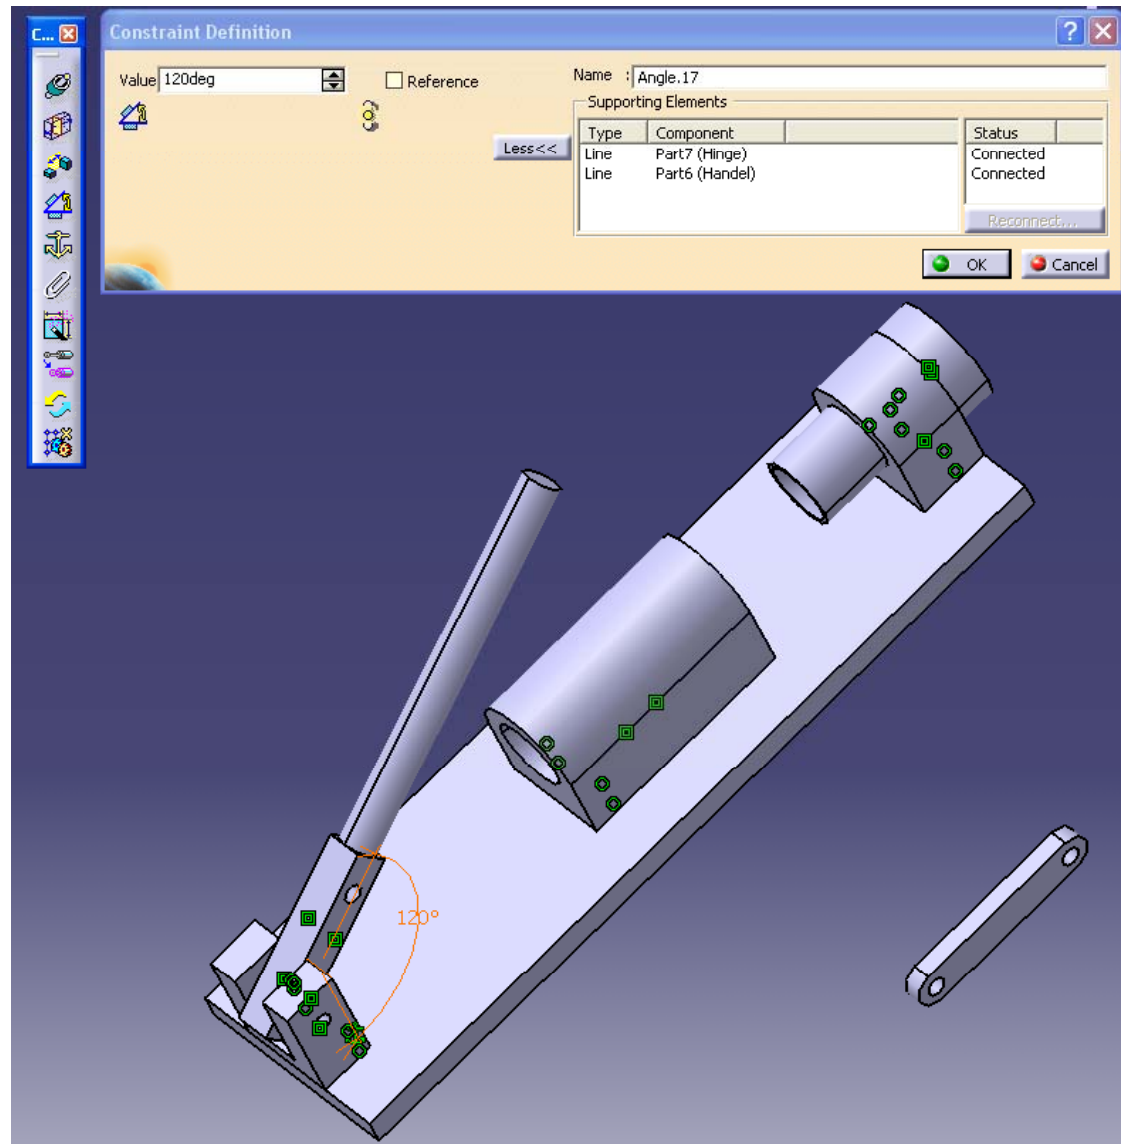 C...
Constraint Definition
Value 120deg
Reference
Name : Angle.17
Supporting Elements
Type Component Status
Line Part7 (Hinge) Connected
Line Part6 (Handel) Connected
Less<<
Reconnect...
OK Cancel
120°